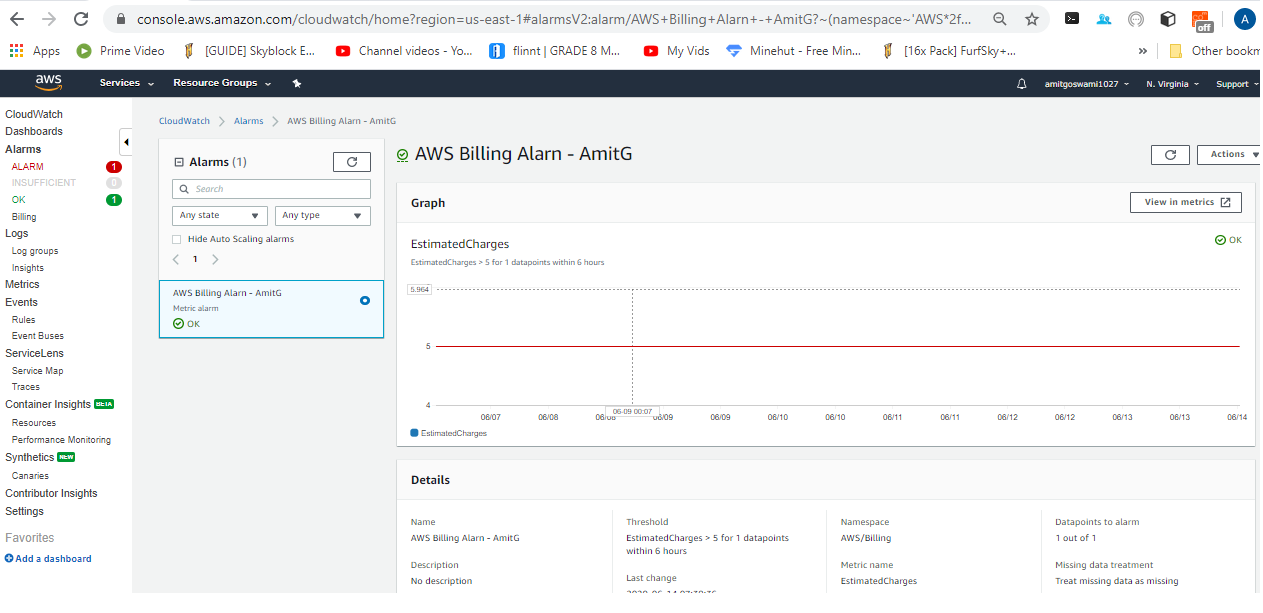 console.aws.amazon.com/cloudwatch/home?region=us-east-1#alarmsV2:alarm/AWS+Billing+Alarn+-+AmitG?~(namespace~'AWS*2f...
off
A
Apps
Prime Video
[GUIDE] Skyblock E...
Channel videos - Yo...
flinnt | GRADE 8 M...
My Vids
Minehut - Free Min...
[16x Pack] FurfSky+...
»
Other bookm
aws
Services
Resource Groups
amitgoswami1027
N. Virginia
Support
CloudWatch
Dashboards
Alarms
ALARM 1
INSUFFICIENT 0
OK 1
Billing
Logs
Log groups
Insights
Metrics
Events
Rules
Event Buses
ServiceLens
Service Map
Traces
Container Insights BETA
Resources
Performance Monitoring
Synthetics NEW
Canaries
Contributor Insights
Settings
Favorites
Add a dashboard
CloudWatch > Alarms > AWS Billing Alarn - AmitG
Alarms (1)
Search
Any state
Any type
Hide Auto Scaling alarms
1
AWS Billing Alarn - AmitG
Metric alarm
OK
AWS Billing Alarn - AmitG
Actions
Graph
View in metrics
EstimatedCharges
OK
EstimatedCharges > 5 for 1 datapoints within 6 hours
5.964
5
4
06/07 06/08 06/08 06/09 06/09 06/10 06/10 06/11 06/11 06/12 06/12 06/13 06/13 06/14
06-09 00:07
EstimatedCharges
Details
Name
AWS Billing Alarn - AmitG
Description
No description
Threshold
EstimatedCharges > 5 for 1 datapoints
within 6 hours
Last change
Namespace
AWS/Billing
Metric name
EstimatedCharges
Datapoints to alarm
1 out of 1
Missing data treatment
Treat missing data as missing